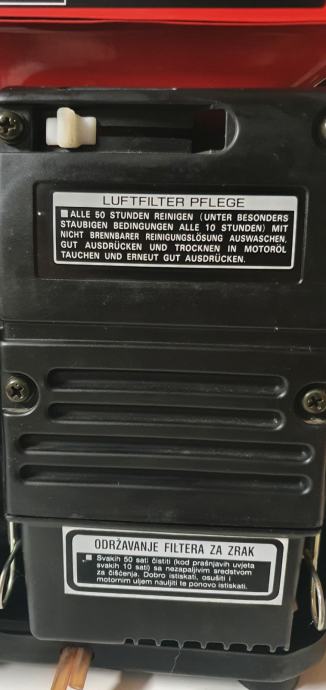 LUFTFILTER PFLEGE
■ ALLE 50 STUNDEN REINIGEN (UNTER BESONDERS
STAUBIGEN BEDINGUNGEN ALLE 10 STUNDEN) MIT
NICHT BRENNBARER REINIGUNGSLÖSUNG AUSWASCHEN,
GUT AUSDRÜCKEN UND TROCKNEN IN MOTORÖL
TAUCHEN UND ERNEUT GUT AUSDRÜCKEN.
ODRŽAVANJE FILTERA ZA ZRAK
■ Svakih 50 sati čistiti (kod prašnjavih uvjeta
svakih 10 sati) sa nezapaljivim sredstvom
za čišćenje. Dobro istiskati, osušiti i
motornim uljem nauljiti te ponovo istiskati.